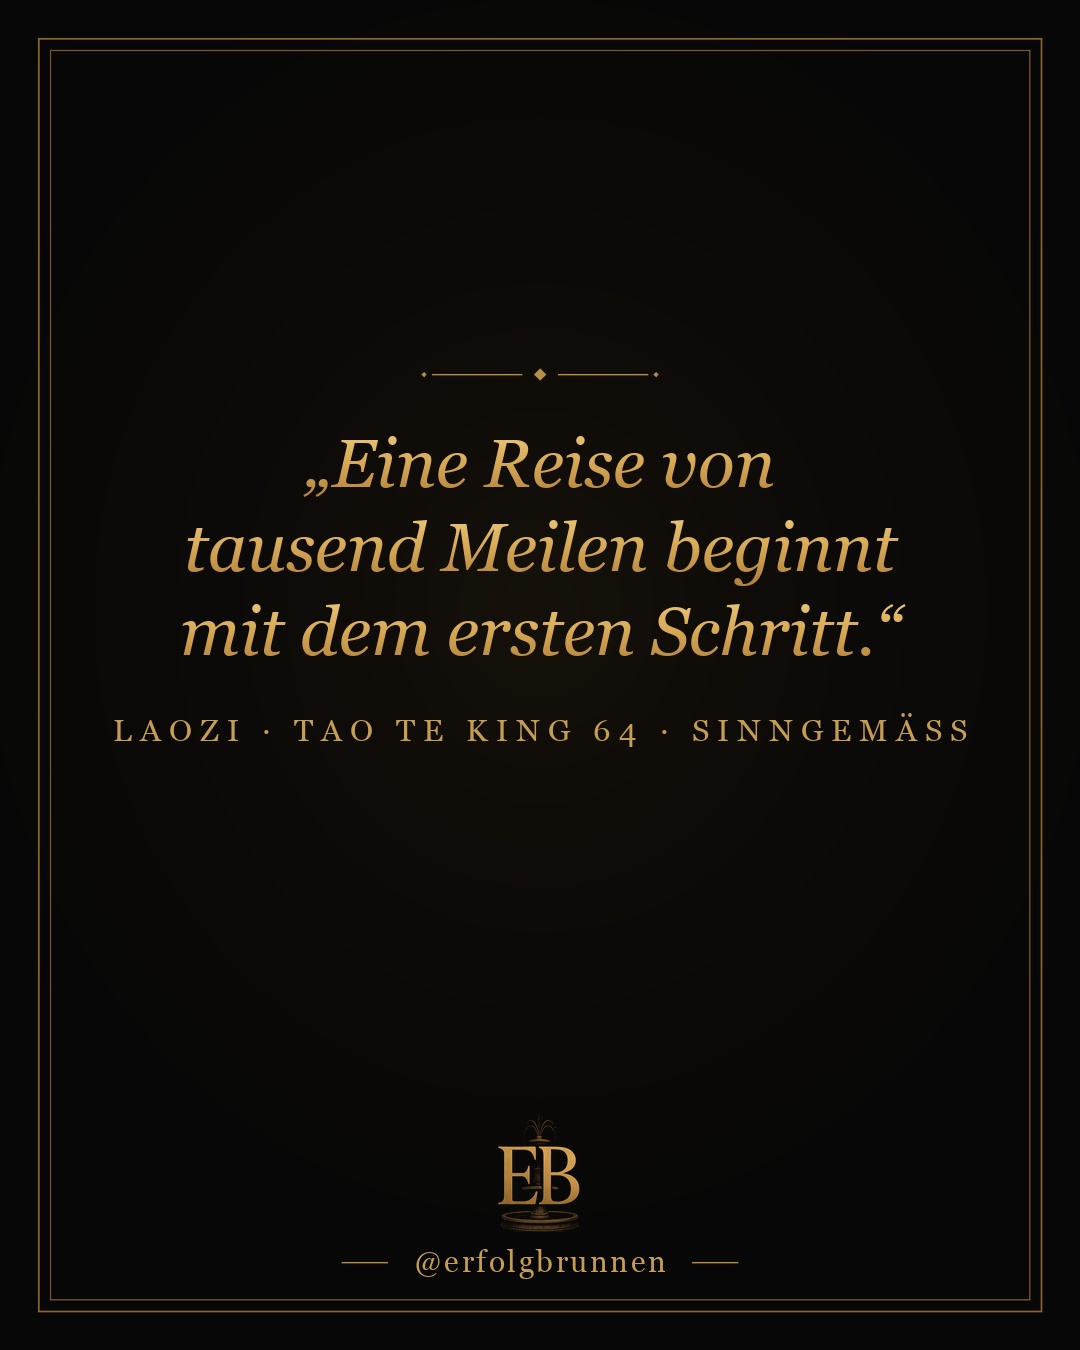 „Eine Reise von
tausend Meilen beginnt
mit dem ersten Schritt.“
LAOZI · TAO TE KING 64 · SINNGEMÄSS
EB
@erfolgbrunnen